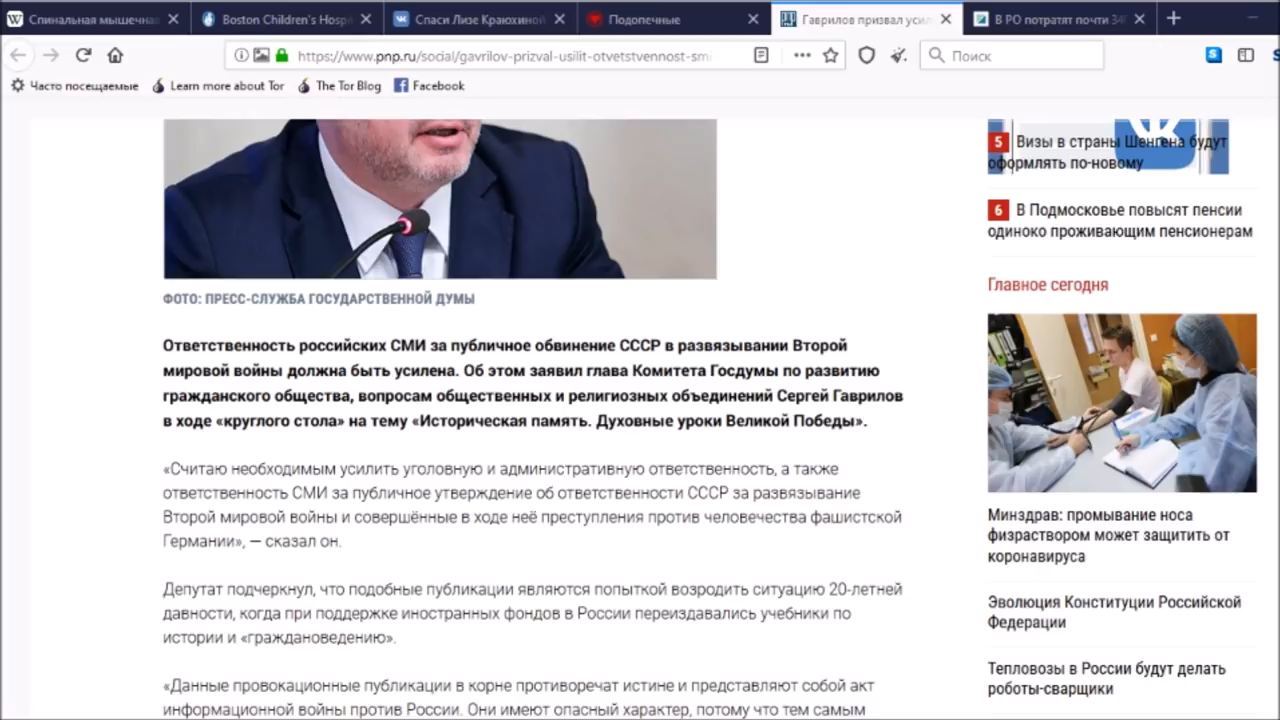 Спинальная мышечная
Boston Children's Hospi
Спаси Лизе Краюхиной
Подопечные
Гаврилов призвал усил
В РО потратят почти 34
https://www.pnp.ru/social/gavrilov-prizval-usilit-otvetstvennost-smi
Поиск
Часто посещаемые
Learn more about Tor
The Tor Blog
Facebook
ФОТО: ПРЕСС-СЛУЖБА ГОСУДАРСТВЕННОЙ ДУМЫ
Ответственность российских СМИ за публичное обвинение СССР в развязывании Второй
мировой войны должна быть усилена. Об этом заявил глава Комитета Госдумы по развитию
гражданского общества, вопросам общественных и религиозных объединений Сергей Гаврилов
в ходе «круглого стола» на тему «Историческая память. Духовные уроки Великой Победы».
«Считаю необходимым усилить уголовную и административную ответственность, а также
ответственность СМИ за публичное утверждение об ответственности СССР за развязывание
Второй мировой войны и совершённые в ходе неё преступления против человечества фашистской
Германии», — сказал он.
Депутат подчеркнул, что подобные публикации являются попыткой возродить ситуацию 20-летней
давности, когда при поддержке иностранных фондов в России переиздавались учебники по
истории и «граждановедению».
«Данные провокационные публикации в корне противоречат истине и представляют собой акт
информационной войны против России. Они имеют опасный характер, потому что тем самым
5 Визы в страны Шенгена будут
оформлять по-новому
6 В Подмосковье повысят пенсии
одиноко проживающим пенсионерам
Главное сегодня
Минздрав: промывание носа
физраствором может защитить от
коронавируса
Эволюция Конституции Российской
Федерации
Тепловозы в России будут делать
роботы-сварщики